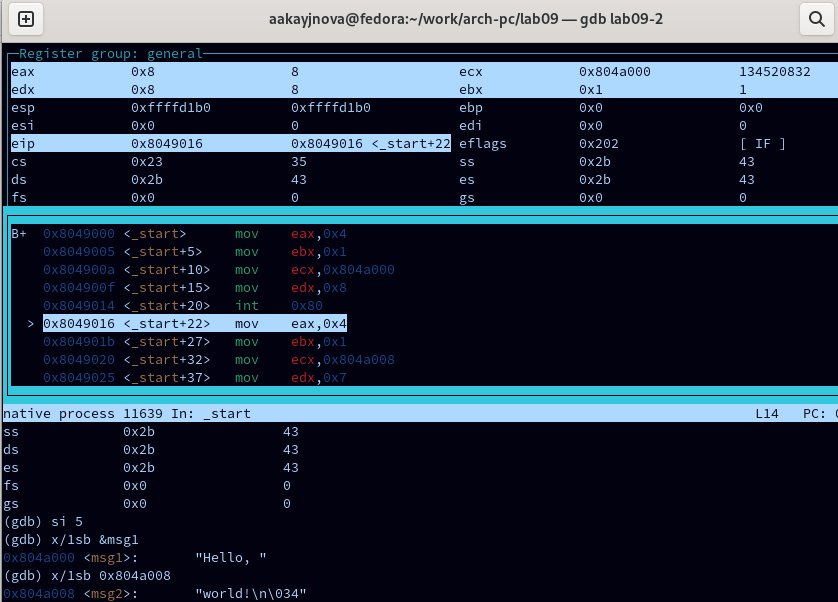 aakayjnova@fedora:~/work/arch-pc/lab09 — gdb lab09-2
Register group: general
eax 0x8 8 ecx 0x804a000 134520832
edx 0x8 8 ebx 0x1 1
esp 0xffffd1b0 0xffffd1b0 ebp 0x0 0x0
esi 0x0 0 edi 0x0 0
eip 0x8049016 0x8049016 <_start+22 eflags 0x202 [ IF ]
cs 0x23 35 ss 0x2b 43
ds 0x2b 43 es 0x2b 43
fs 0x0 0 gs 0x0 0
B+ 0x8049000 <_start> mov eax,0x4
0x8049005 <_start+5> mov ebx,0x1
0x804900a <_start+10> mov ecx,0x804a000
0x804900f <_start+15> mov edx,0x8
0x8049014 <_start+20> int 0x80
> 0x8049016 <_start+22> mov eax,0x4
0x804901b <_start+27> mov ebx,0x1
0x8049020 <_start+32> mov ecx,0x804a008
0x8049025 <_start+37> mov edx,0x7
native process 11639 In: _start L14 PC:
ss 0x2b 43
ds 0x2b 43
es 0x2b 43
fs 0x0 0
gs 0x0 0
(gdb) si 5
(gdb) x/1sb &msg1
0x804a000 <msg1>: "Hello, "
(gdb) x/1sb 0x804a008
0x804a008 <msg2>: "world!\n\034"